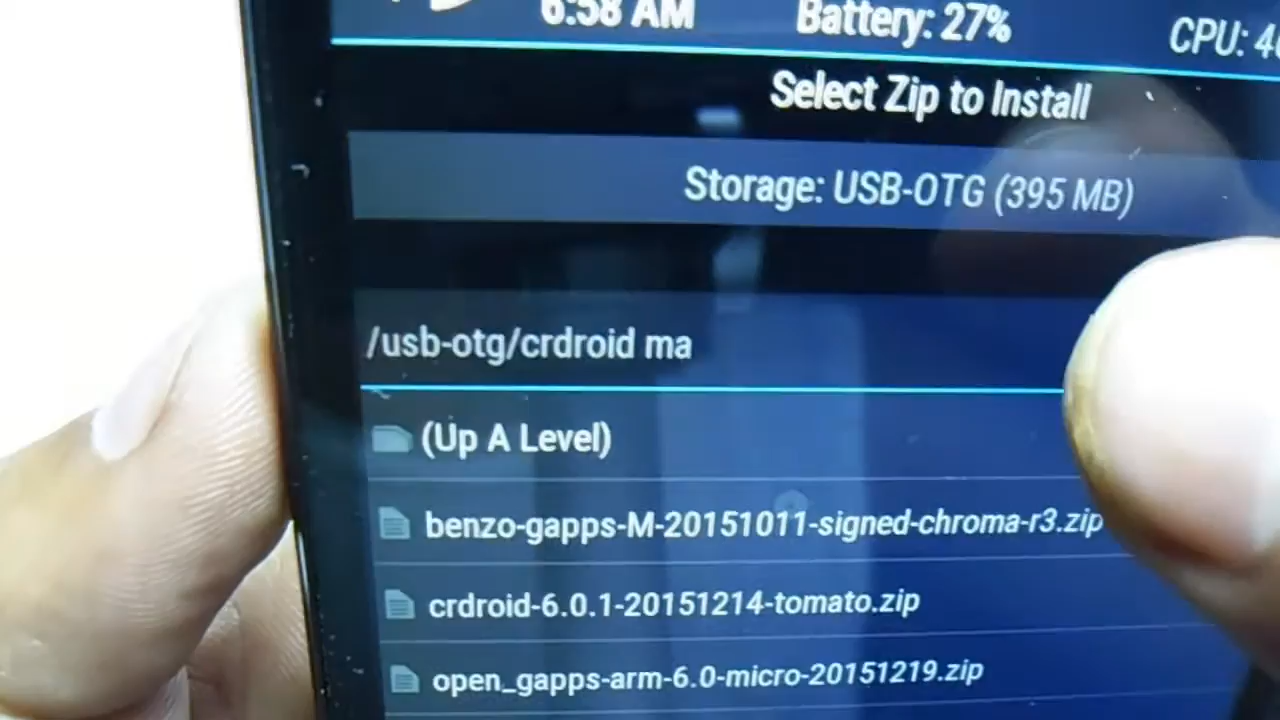 6:58 AM
Battery: 27%
CPU:
Select Zip to Install
Storage: USB-OTG (395 MB)
/usb-otg/crdroid ma
(Up A Level)
benzo-gapps-M-20151011-signed-chroma-r3.zip
crdroid-6.0.1-20151214-tomato.zip
open_gapps-arm-6.0-micro-20151219.zip